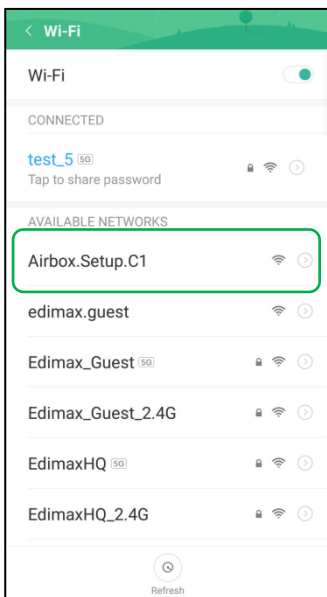 Wi-Fi
Wi-Fi
CONNECTED
test_5 5G
Tap to share password
AVAILABLE NETWORKS
Airbox.Setup.C1
edimax.guest
Edimax_Guest 5G
Edimax_Guest_2.4G
EdimaxHQ 5G
EdimaxHQ_2.4G
Refresh